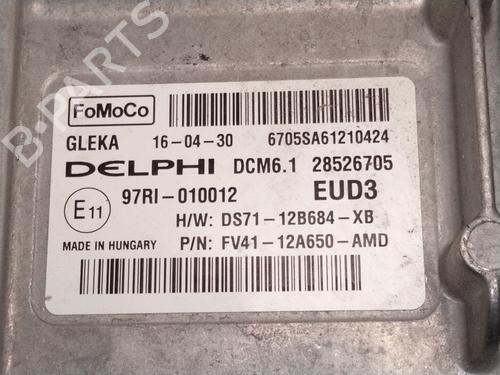 B-PARTS
FoMoCo
GLEKA 16-04-30 6705SA61210424
DELPHI DCM6.1 28526705
E11 97RI-010012 EUD3
H/W: DS71-12B684-XB
MADE IN HUNGARY P/N: FV41-12A650-AMD